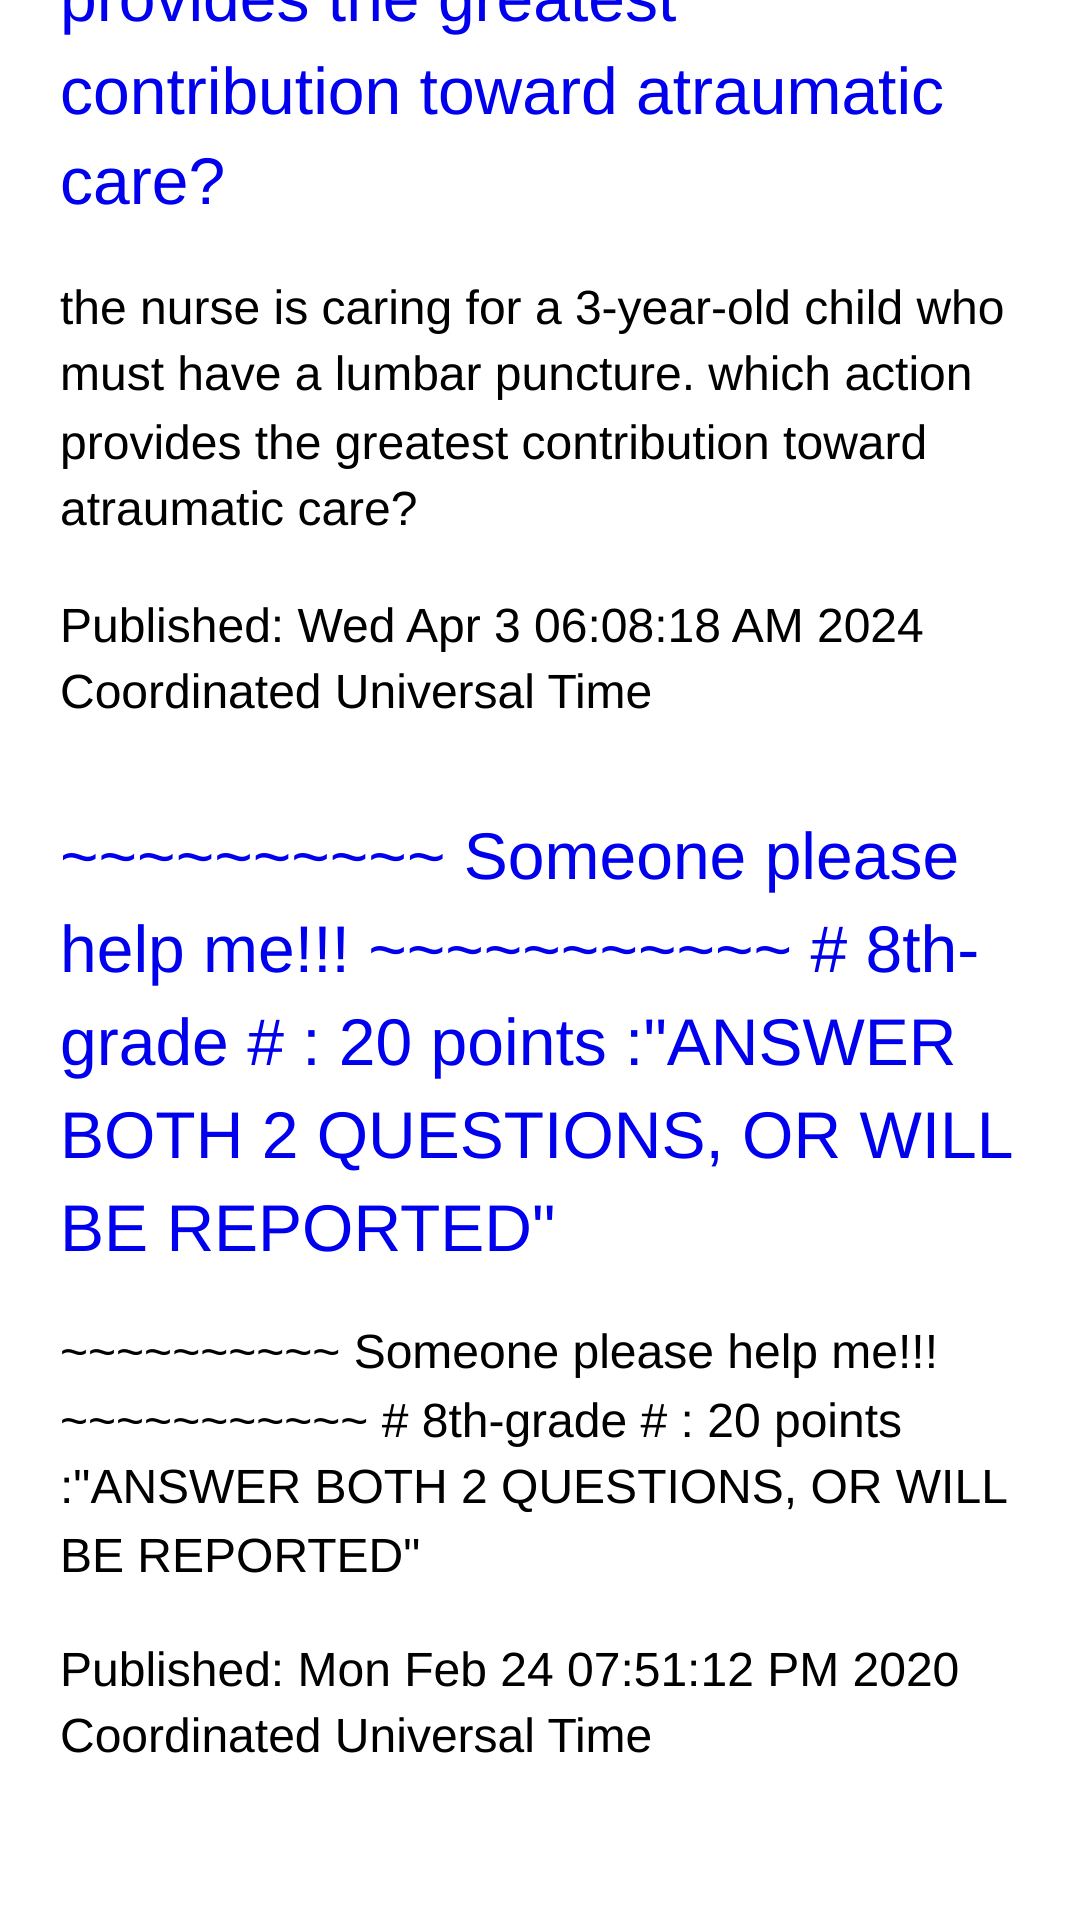 provides the greatest
contribution toward atraumatic
care?
the nurse is caring for a 3-year-old child who
must have a lumbar puncture. which action
provides the greatest contribution toward
atraumatic care?
Published: Wed Apr 3 06:08:18 AM 2024
Coordinated Universal Time
~~~~~~~~~~ Someone please
help me!!! ~~~~~~~~~~~ # 8th-
grade # : 20 points :"ANSWER
BOTH 2 QUESTIONS, OR WILL
BE REPORTED"
~~~~~~~~~~ Someone please help me!!!
~~~~~~~~~~~ # 8th-grade # : 20 points
:"ANSWER BOTH 2 QUESTIONS, OR WILL
BE REPORTED"
Published: Mon Feb 24 07:51:12 PM 2020
Coordinated Universal Time